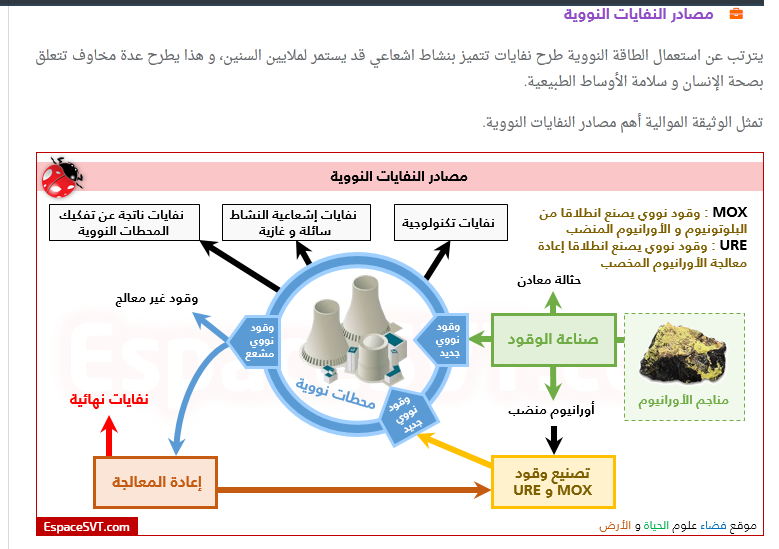 مصادر النفايات النووية
يترتب عن استعمال الطاقة النووية طرح نفايات تتميز بنشاط اشعاعي قد يستمر لملايين السنين، و هذا يطرح عدة مخاوف تتعلق
بصحة الإنسان و سلامة الأوساط الطبيعية.
تمثل الوثيقة الموالية أهم مصادر النفايات النووية.
مصادر النفايات النووية
MOX : وقود نووي يصنع انطلاقا من
البلوتونيوم و الأورانيوم المنضب
URE : وقود نووي يصنع انطلاقا إعادة
معالجة الأورانيوم المخصب
نفايات تكنولوجية
نفايات إشعاعية النشاط
سائلة و غازية
نفايات ناتجة عن تفكيك
المحطات النووية
حثالة معادن
صناعة الوقود
مناجم الأورانيوم
أورانيوم منضب
وقود
نووي
جديد
وقود
نووي
مشعع
وقود غير معالج
محطات نووية
وقود
نووي
جديد
نفايات نهائية
إعادة المعالجة
تصنيع وقود
MOX و URE
موقع فضاء علوم الحياة و الأرض
EspaceSVT.com